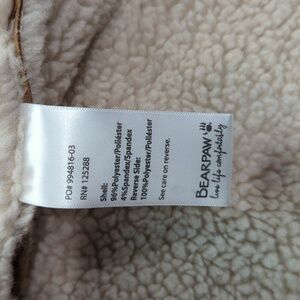 PO# 994816-03
RN# 125288
Shell:
96%Polyester/Poliéster
4%Spandex/Spandex
Reverse Side:
100%Polyester/Poliéster
See care on reverse.
BEARPAW
live life comfortably.